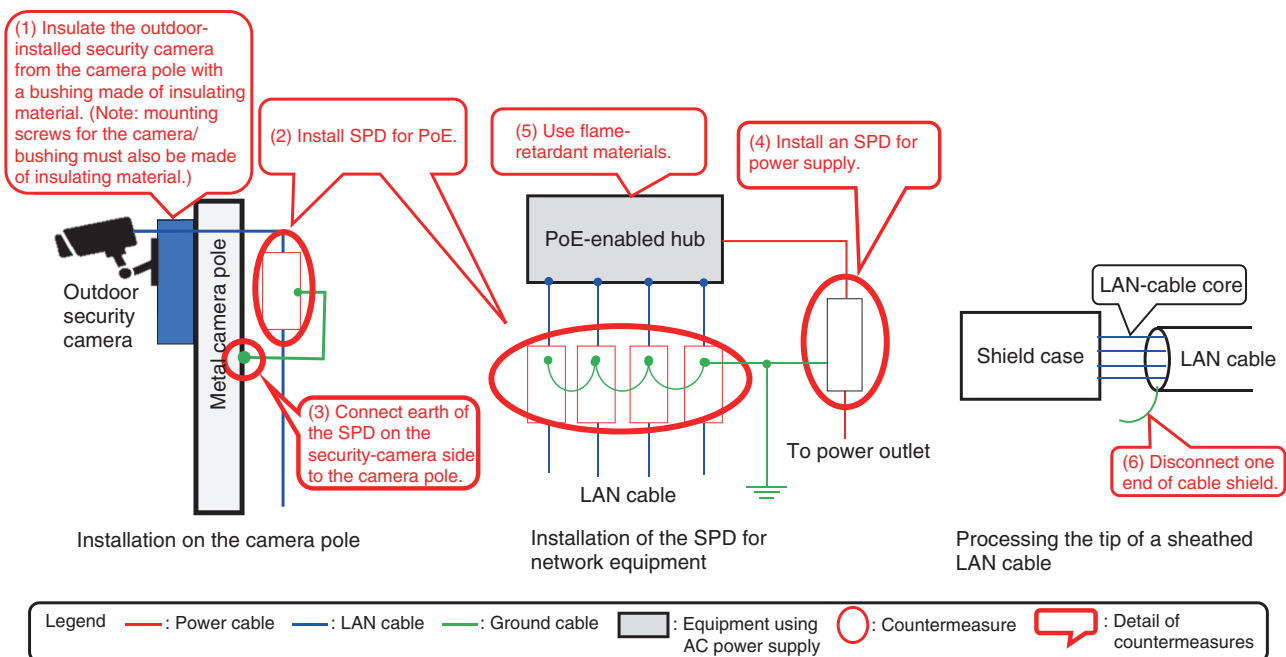 (1) Insulate the outdoor-
installed security camera
from the camera pole with
a bushing made of insulating
material. (Note: mounting
screws for the camera/
bushing must also be made
of insulating material.)
(2) Install SPD for PoE.
(5) Use flame-
retardant materials.
(4) Install an SPD for
power supply.
Outdoor
security
camera
Metal camera pole
(3) Connect earth of
the SPD on the
security-camera side
to the camera pole.
PoE-enabled hub
To power outlet
LAN cable
LAN-cable core
Shield case
LAN cable
(6) Disconnect one
end of cable shield.
Installation on the camera pole
Installation of the SPD for
network equipment
Processing the tip of a sheathed
LAN cable
Legend
: Power cable
: LAN cable
: Ground cable
: Equipment using
AC power supply
: Countermeasure
: Detail of
countermeasures